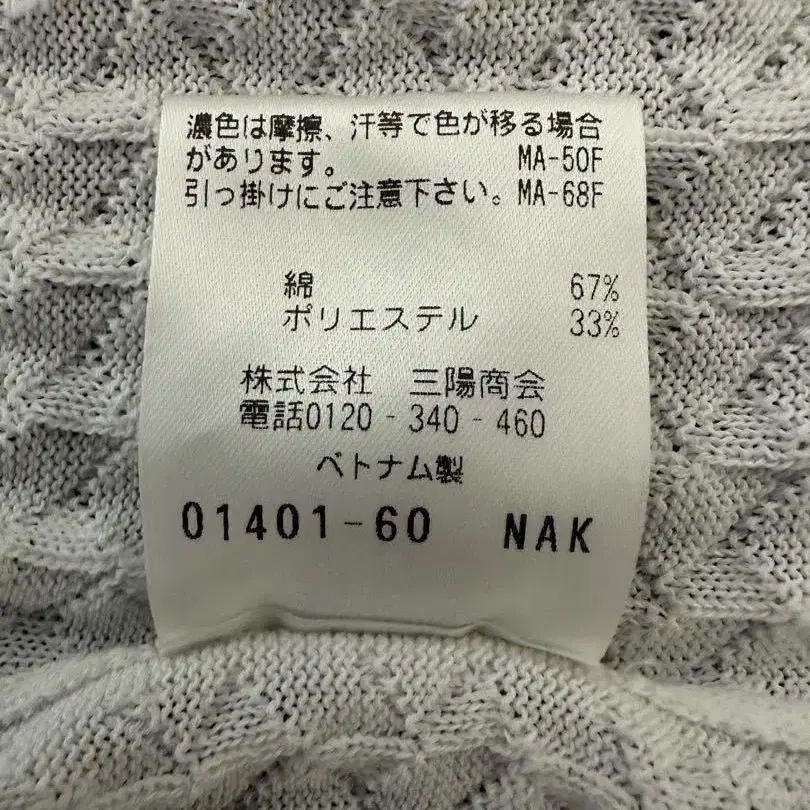 濃色は摩擦、汗等で色が移る場合
があります。 MA-50F
引っ掛けにご注意下さい。MA-68F
綿 67%
ポリエステル 33%
株式会社 三陽商会
電話0120-340-460
ベトナム製
01401-60 NAK